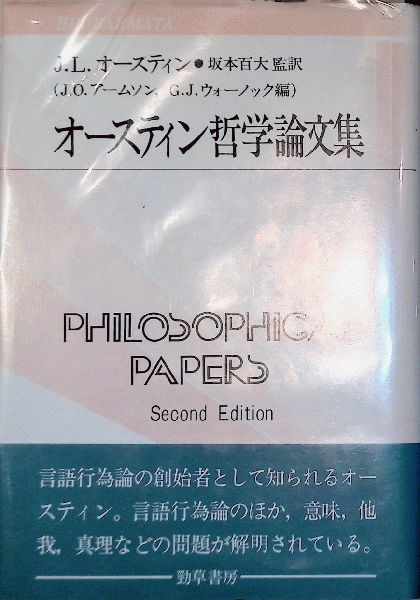 J.L. オースティン●坂本百大 監訳
(J.O.アームソン, G.J.ウォーノック編)
オースティン哲学論文集
PHILOSOPHICAL
PAPERS
Second Edition
言語行為論の創始者として知られるオー
スティン。言語行為論のほか，意味，他
我，真理などの問題が解明されている。
勁草書房